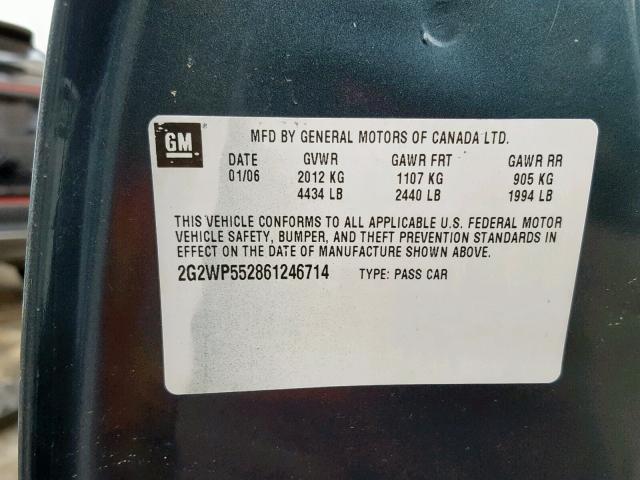 GM MFD BY GENERAL MOTORS OF CANADA LTD.
DATE GVWR GAWR FRT GAWR RR
01/06 2012 KG 1107 KG 905 KG
4434 LB 2440 LB 1994 LB
THIS VEHICLE CONFORMS TO ALL APPLICABLE U.S. FEDERAL MOTOR
VEHICLE SAFETY, BUMPER, AND THEFT PREVENTION STANDARDS IN
EFFECT ON THE DATE OF MANUFACTURE SHOWN ABOVE.
2G2WP552861246714 TYPE: PASS CAR